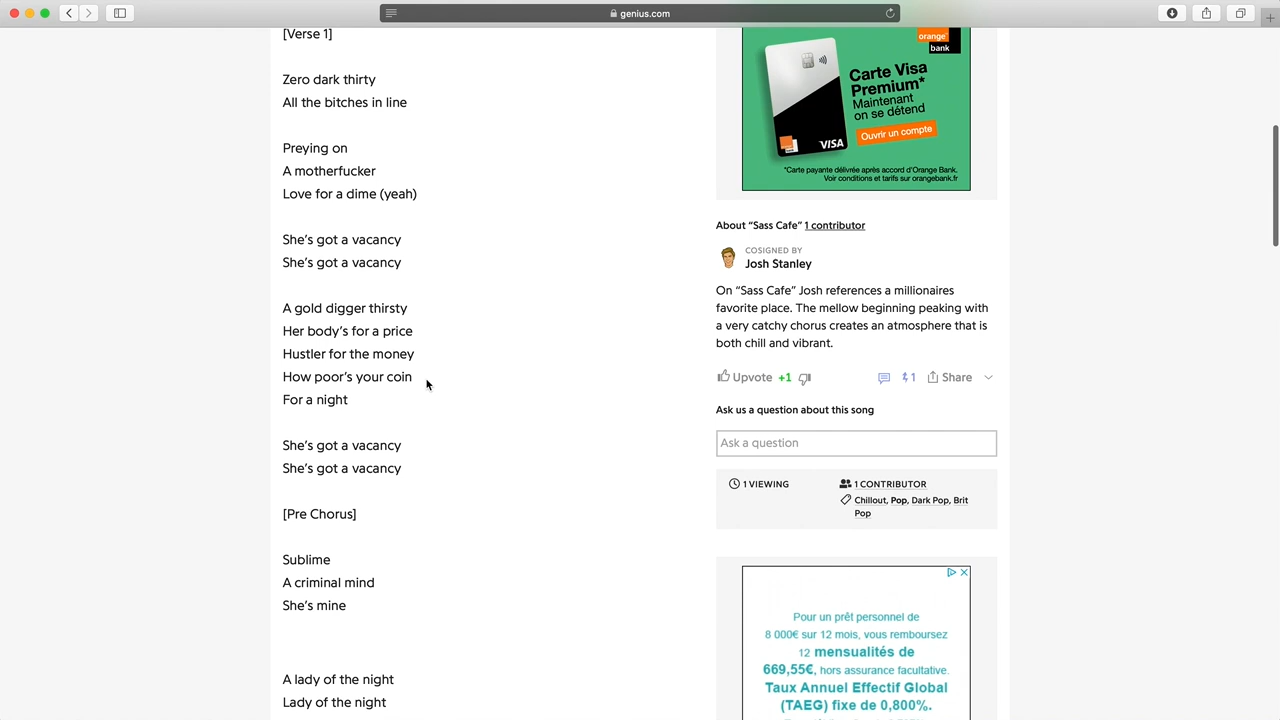 genius.com
[Verse 1]
Zero dark thirty
All the bitches in line
Preying on
A motherfucker
Love for a dime (yeah)
She's got a vacancy
She's got a vacancy
A gold digger thirsty
Her body's for a price
Hustler for the money
How poor's your coin
For a night
She's got a vacancy
She's got a vacancy
[Pre Chorus]
Sublime
A criminal mind
She's mine
A lady of the night
Lady of the night
orange
bank
Carte Visa
Premium*
Maintenant
on se détend
Ouvrir un compte
VISA
*Carte payante délivrée après accord d'Orange Bank.
Voir conditions et tarifs sur orangebank.fr
About “Sass Cafe” 1 contributor
COSIGNED BY
Josh Stanley
On “Sass Cafe” Josh references a millionaires
favorite place. The mellow beginning peaking with
a very catchy chorus creates an atmosphere that is
both chill and vibrant.
Upvote +1 1 Share
Ask us a question about this song
Ask a question
1 VIEWING
1 CONTRIBUTOR
Chillout, Pop, Dark Pop, Brit
Pop
Pour un prêt personnel de
8 000€ sur 12 mois, vous remboursez
12 mensualités de
669,55€, hors assurance facultative.
Taux Annuel Effectif Global
(TAEG) fixe de 0,800%.